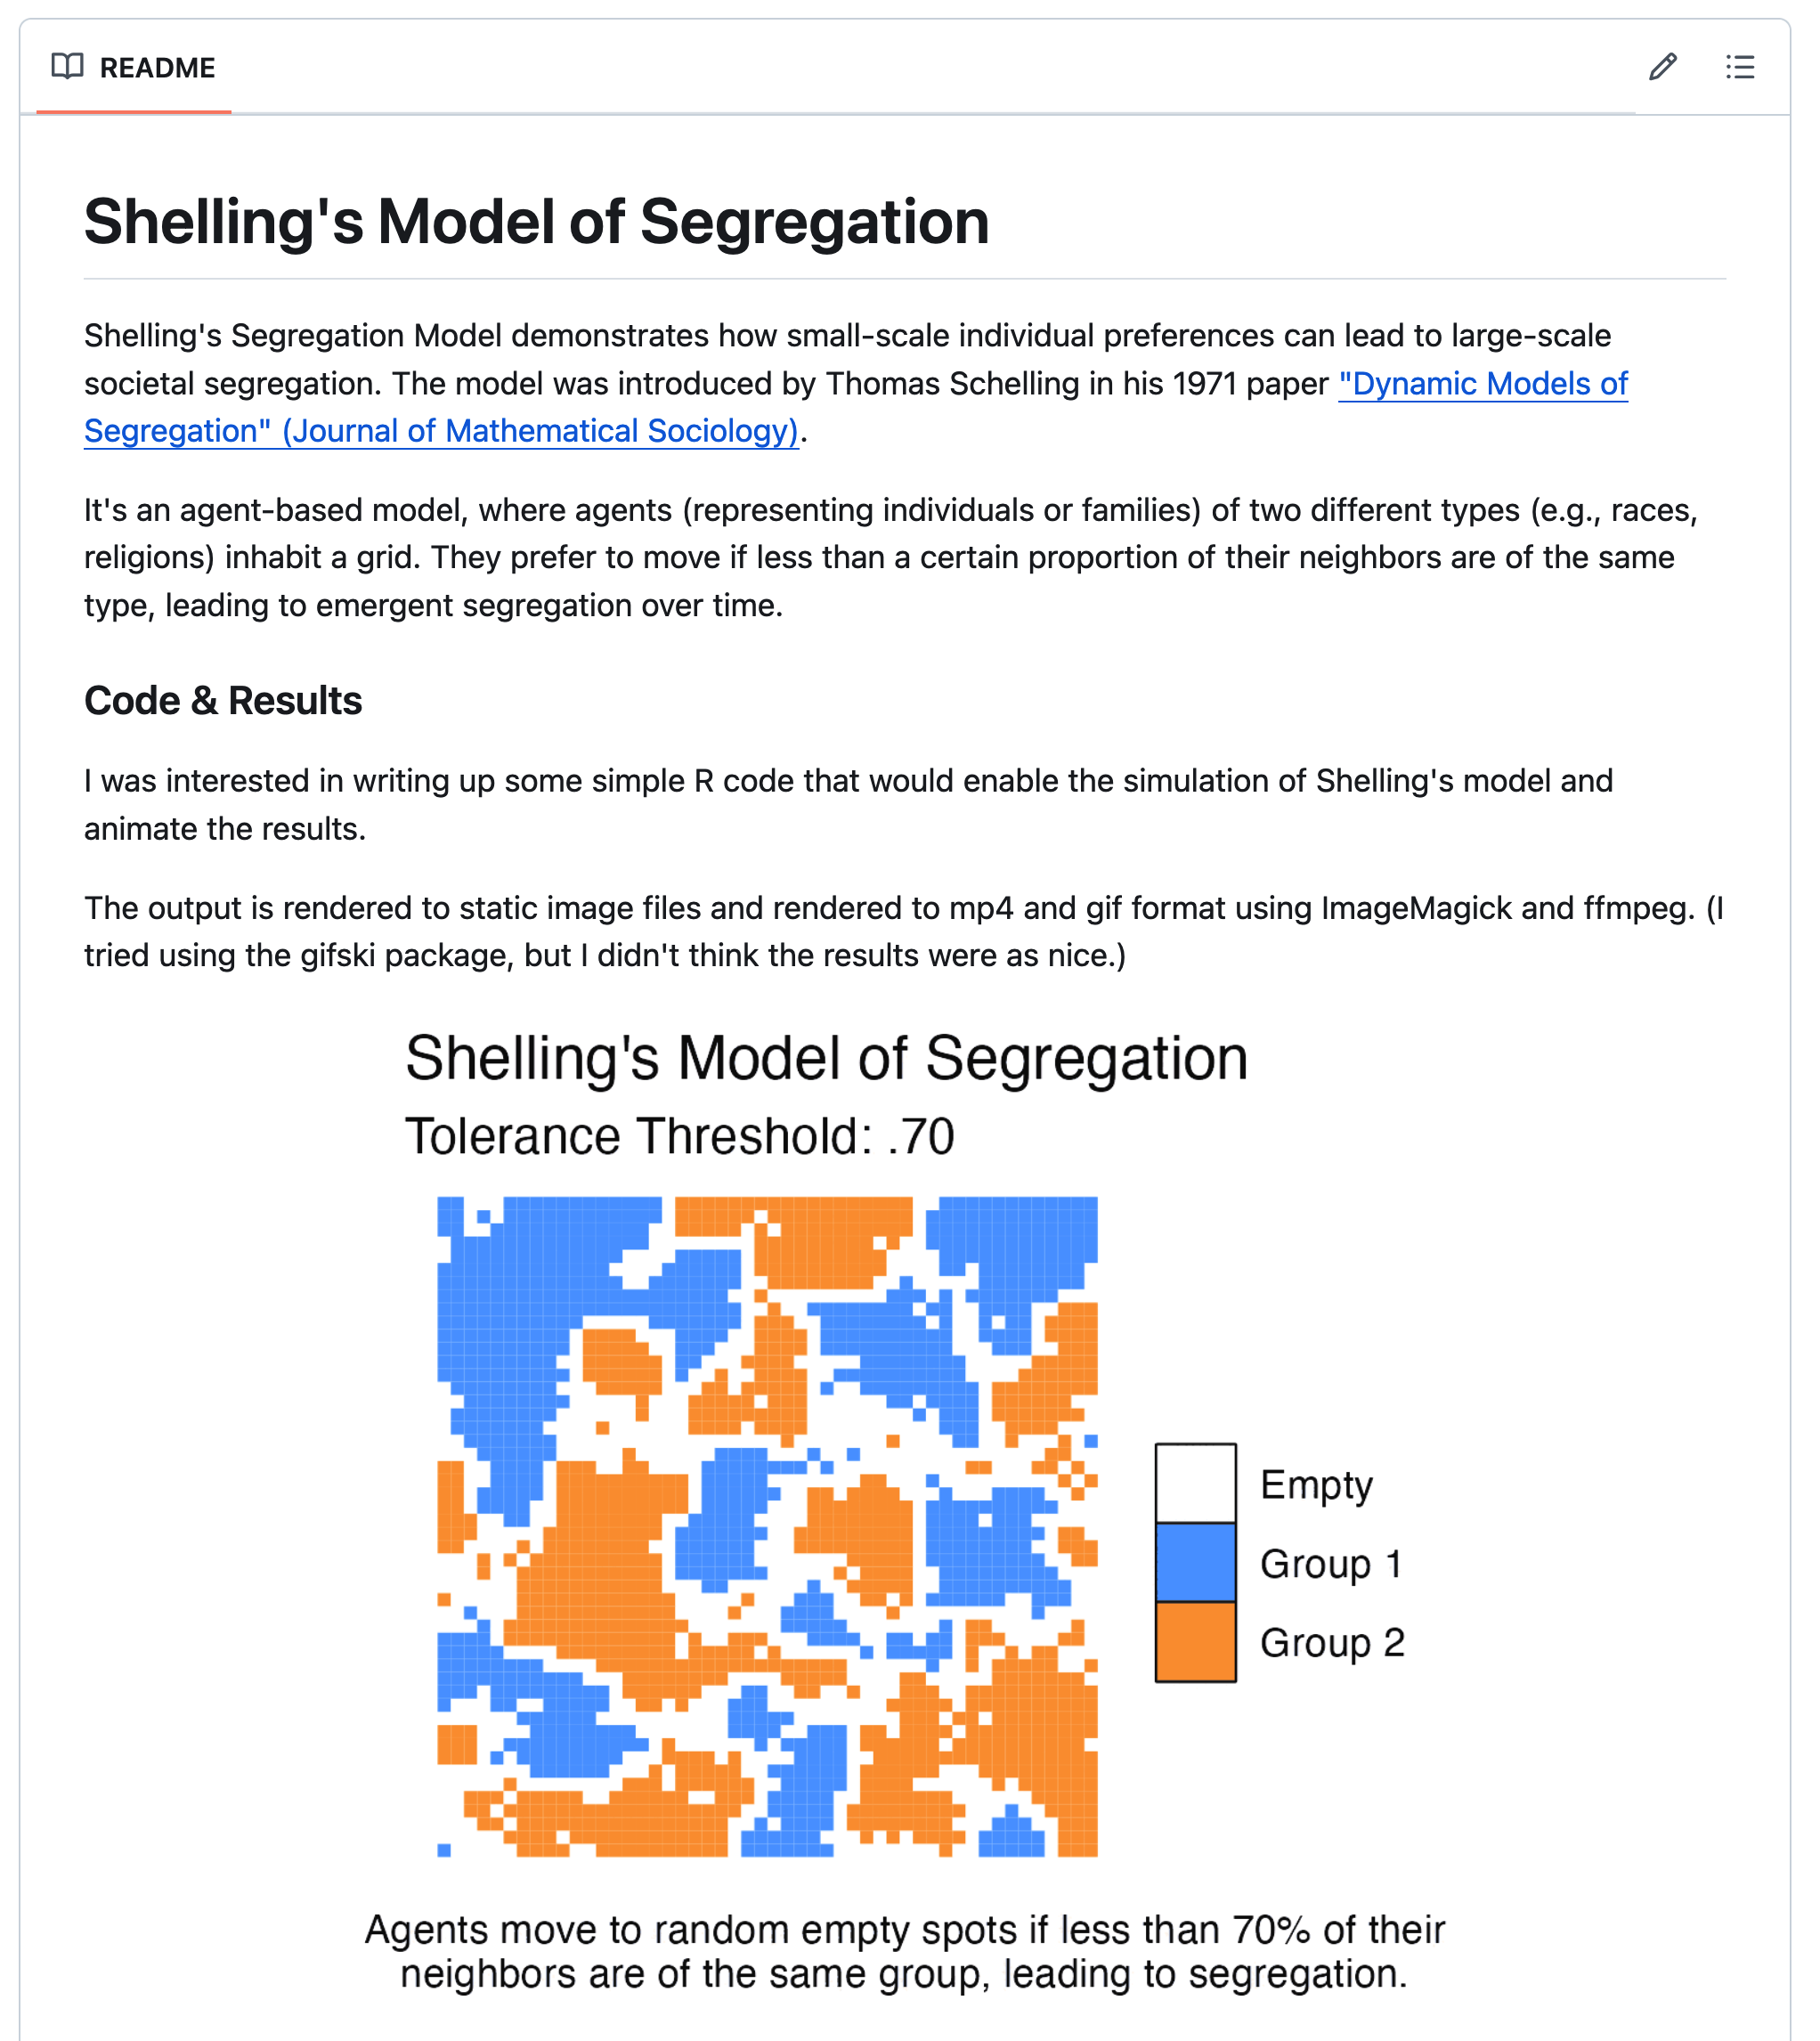 README
Shelling's Model of Segregation
Shelling's Segregation Model demonstrates how small-scale individual preferences can lead to large-scale
societal segregation. The model was introduced by Thomas Schelling in his 1971 paper "Dynamic Models of
Segregation" (Journal of Mathematical Sociology).
It's an agent-based model, where agents (representing individuals or families) of two different types (e.g., races,
religions) inhabit a grid. They prefer to move if less than a certain proportion of their neighbors are of the same
type, leading to emergent segregation over time.
Code & Results
I was interested in writing up some simple R code that would enable the simulation of Shelling's model and
animate the results.
The output is rendered to static image files and rendered to mp4 and gif format using ImageMagick and ffmpeg. (I
tried using the gifski package, but I didn't think the results were as nice.)
Shelling's Model of Segregation
Tolerance Threshold: .70
Empty
Group 1
Group 2
Agents move to random empty spots if less than 70% of their
neighbors are of the same group, leading to segregation.